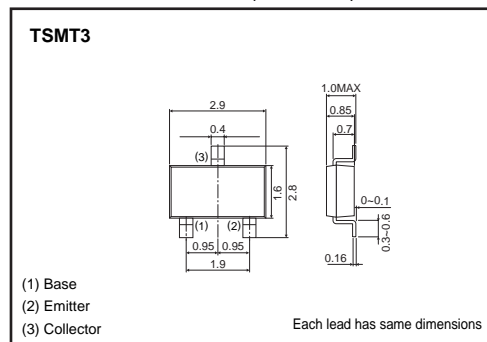 TSMT3
1.0MAX
2.9
0.85
0.4
0.7
(3)
1.6
2.8
0~0.1
(1)
(2)
0.3~0.6
0.95
0.95
0.16
1.9
(1) Base
(2) Emitter
(3) Collector
Each lead has same dimensions